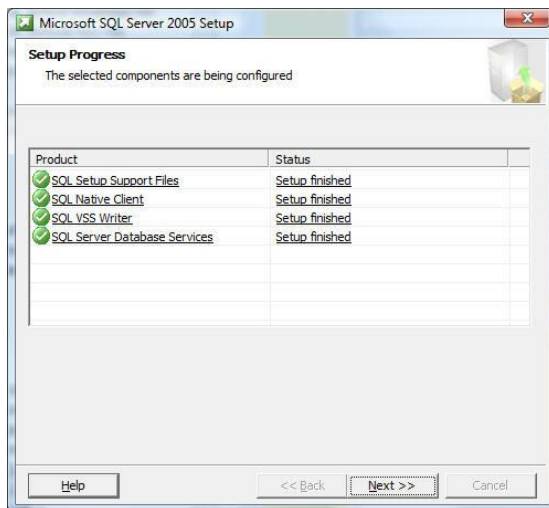 Microsoft SQL Server 2005 Setup
Setup Progress
The selected components are being configured
Product Status
SQL Setup Support Files Setup finished
SQL Native Client Setup finished
SQL VSS Writer Setup finished
SQL Server Database Services Setup finished
Help << Back Next >> Cancel